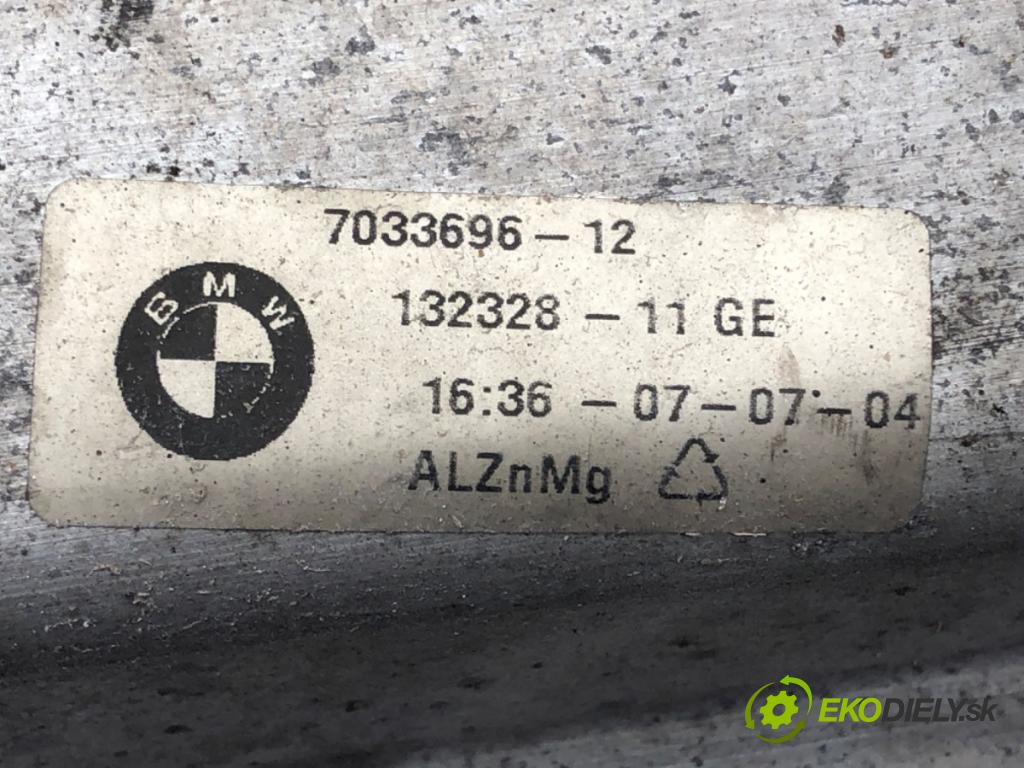 7033696-12
BMW
132328 - 11 GE
16:36 - 07-07-04
ALZnMg
EKODIELY.sk